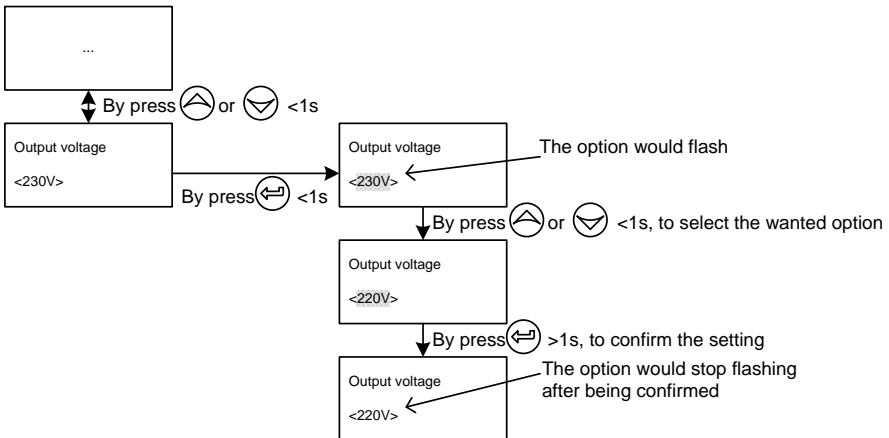 ...
By press or <1s
Output voltage
<230V>
By press <1s
Output voltage
<230V>
The option would flash
By press or <1s, to select the wanted option
Output voltage
<220V>
By press >1s, to confirm the setting
Output voltage
<220V>
The option would stop flashing
after being confirmed